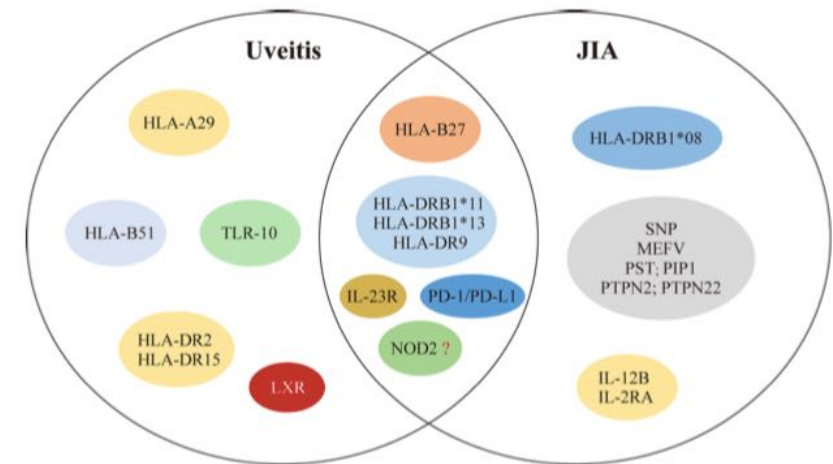 Uveitis
JIA
HLA-A29
HLA-B27
HLA-DRB1*08
HLA-DRB1*11
HLA-DRB1*13
HLA-DR9
HLA-B51
TLR-10
SNP
MEFV
PST; PIP1
PTPN2; PTPN22
IL-23R
PD-1/PD-L1
HLA-DR2
HLA-DR15
NOD2 ?
LXR
IL-12B
IL-2RA